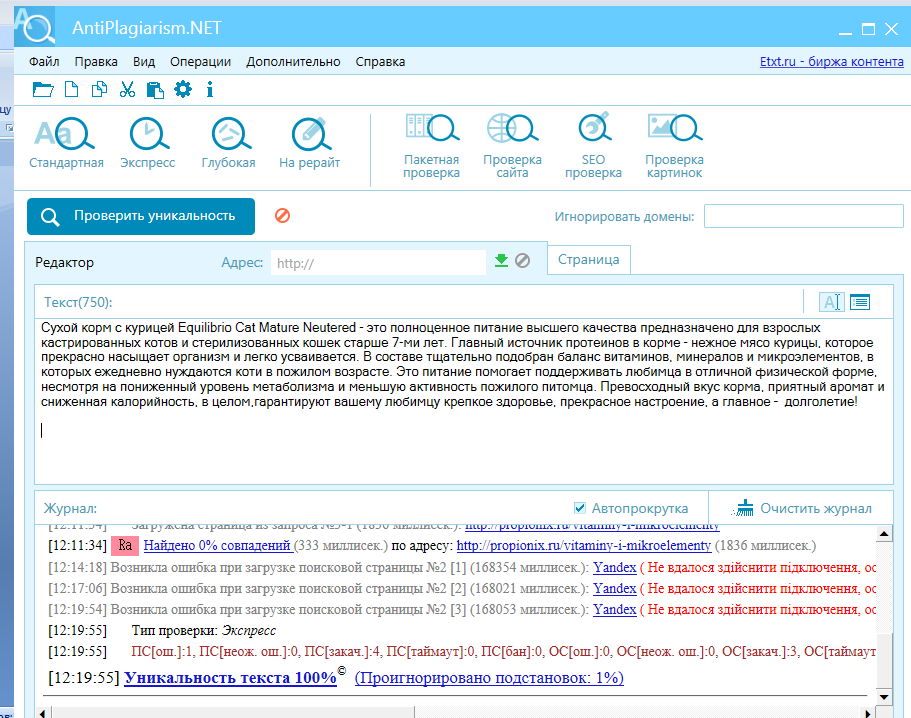 AntiPlagiarism.NET
Файл Правка Вид Операции Дополнительно Справка Etxt.ru - биржа контента
Стандартная Экспресс Глубокая На рерайт Пакетная проверка Проверка сайта SEO проверка Проверка картинок
Проверить уникальность Игнорировать домены:
Редактор Адрес: http:// Страница
Текст(750):
Сухой корм с курицей Equilibrio Cat Mature Neutered - это полноценное питание высшего качества предназначено для взрослых
кастрированных котов и стерилизованных кошек старше 7-ми лет. Главный источник протеинов в корме - нежное мясо курицы, которое
прекрасно насыщает организм и легко усваивается. В составе тщательно подобран баланс витаминов, минералов и микроэлементов, в
которых ежедневно нуждаются коти в пожилом возрасте. Это питание помогает поддерживать любимца в отличной физической форме,
несмотря на пониженный уровень метаболизма и меньшую активность пожилого питомца. Превосходный вкус корма, приятный аромат и
сниженная калорийность, в целом,гарантируют вашему любимцу крепкое здоровье, прекрасное настроение, а главное - долголетие!
Журнал: Автопрокрутка Очистить журнал
[12:11:34] Загружена страница из запроса №3-1 (1836 миллисек.): http://propionix.ru/vitaminy-i-mikroelementy
[12:11:34] Ra Найдено 0% совпадений (333 миллисек.) по адресу: http://propionix.ru/vitaminy-i-mikroelementy (1836 миллисек.)
[12:14:18] Возникла ошибка при загрузке поисковой страницы №2 [1] (168354 миллисек.): Yandex ( Не вдалося здійснити підключення, ос
[12:17:06] Возникла ошибка при загрузке поисковой страницы №2 [2] (168021 миллисек.): Yandex ( Не вдалося здійснити підключення, ос
[12:19:54] Возникла ошибка при загрузке поисковой страницы №2 [3] (168053 миллисек.): Yandex ( Не вдалося здійснити підключення, ос
[12:19:55] Тип проверки: Экспресс
[12:19:55] ПС[ош.]:1, ПС[неож. ош.]:0, ПС[закач.]:4, ПС[таймаут]:0, ПС[бан]:0, ОС[ош.]:0, ОС[неож. ош.]:0, ОС[закач.]:3, ОС[таймаут
[12:19:55] Уникальность текста 100%© (Проигнорировано подстановок: 1%)